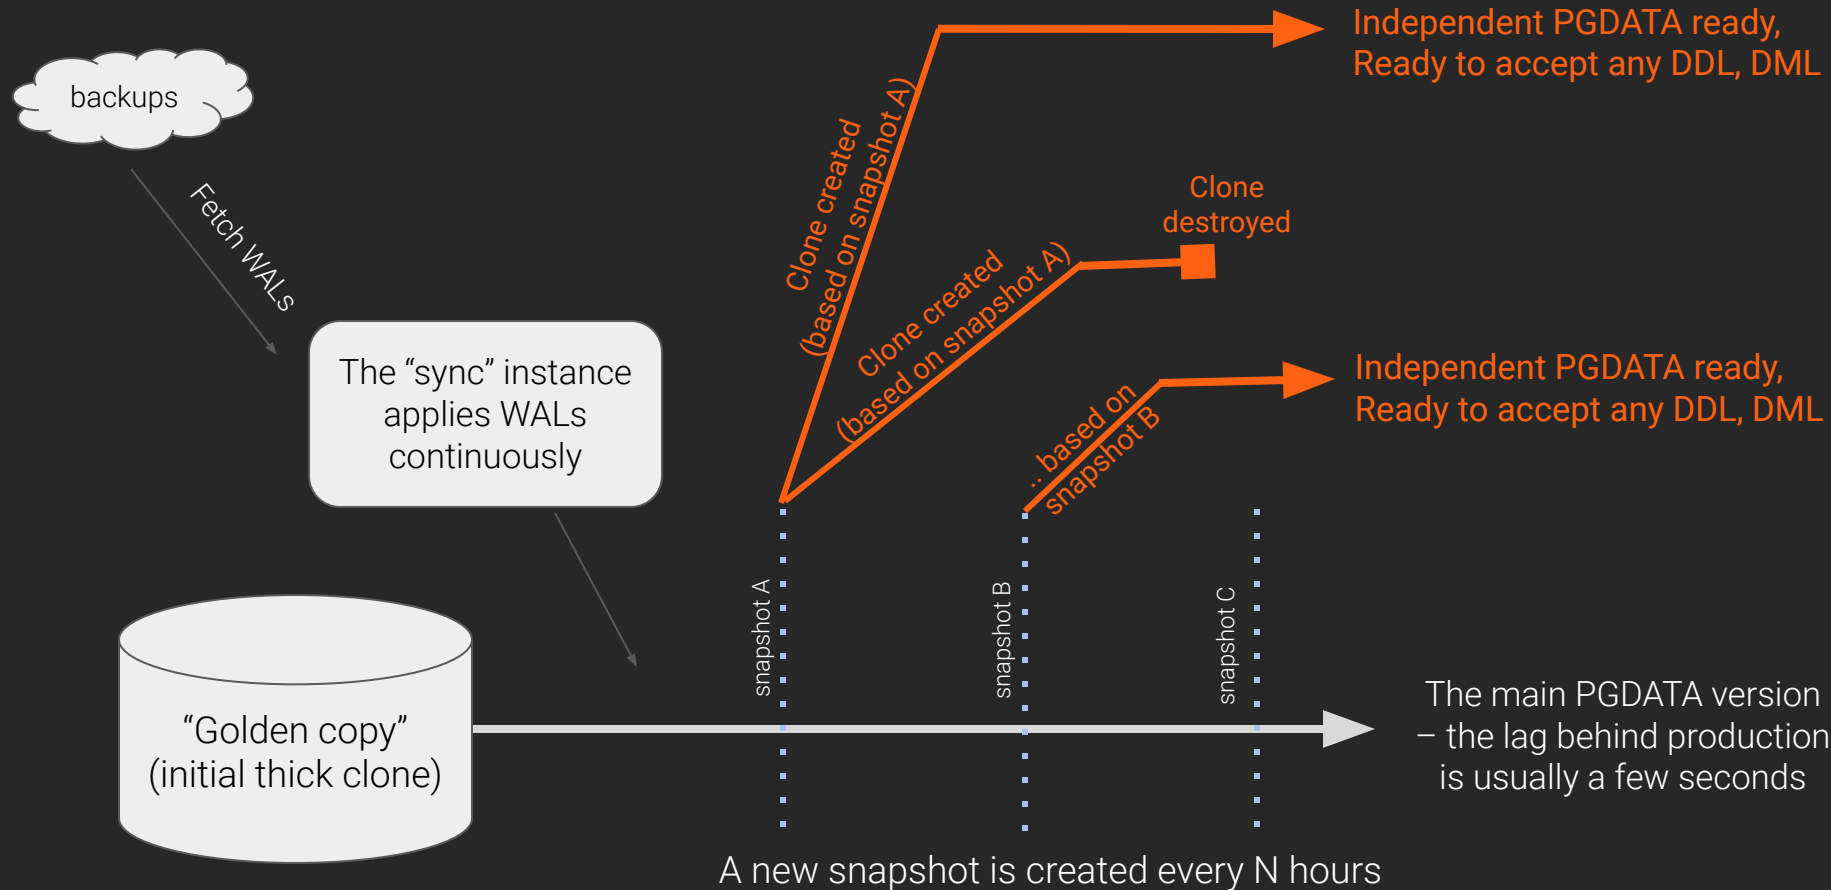 backups
Fetch WALs
The “sync” instance
applies WALs
continuously
“Golden copy”
(initial thick clone)
Clone created
(based on snapshot A)
Independent PGDATA ready,
Ready to accept any DDL, DML
Clone created
(based on snapshot A)
Clone
destroyed
.. based on
snapshot B
Independent PGDATA ready,
Ready to accept any DDL, DML
snapshot A
snapshot B
snapshot C
The main PGDATA version
– the lag behind production
is usually a few seconds
A new snapshot is created every N hours